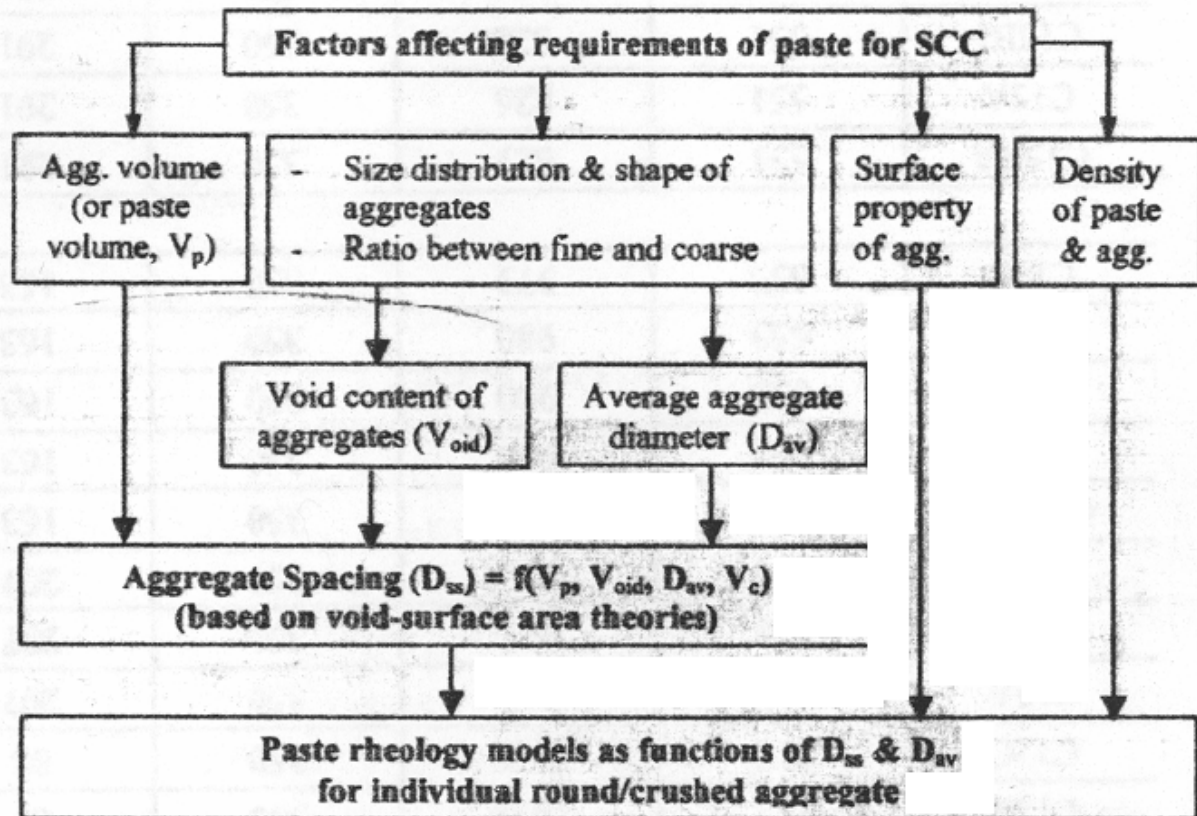 Factors affecting requirements of paste for SCC
Agg. volume
(or paste
volume, Vp)
- Size distribution & shape of
aggregates
- Ratio between fine and coarse
Surface
property
of agg.
Density
of paste
& agg.
Void content of
aggregates (Void)
Average aggregate
diameter (Dav)
Aggregate Spacing (Dss) = f(Vp, Void, Dav, Vc)
(based on void-surface area theories)
Paste rheology models as functions of Dss & Dav
for individual round/crushed aggregate